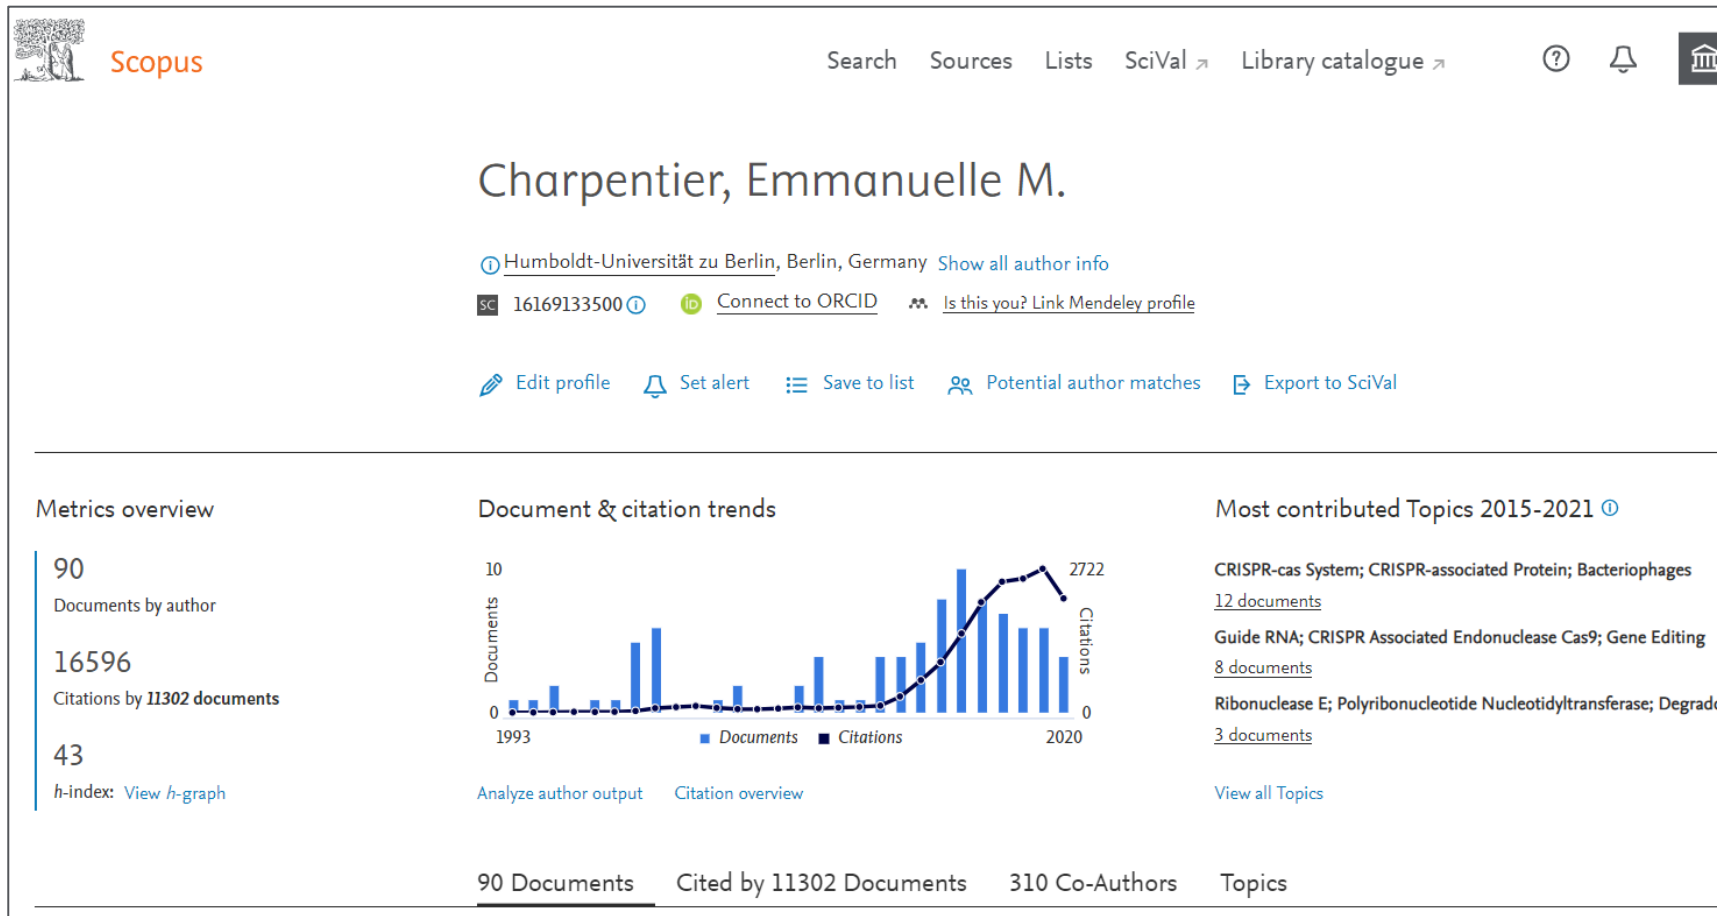 Scopus
Search Sources Lists SciVal ↗ Library catalogue ↗
Charpentier, Emmanuelle M.
Humboldt-Universität zu Berlin, Berlin, Germany Show all author info
SC 16169133500 iD Connect to ORCID Is this you? Link Mendeley profile
Edit profile Set alert Save to list Potential author matches Export to SciVal
Metrics overview
90
Documents by author
16596
Citations by 11302 documents
43
h-index: View h-graph
Document & citation trends
10 2722
Documents
Citations
0 0
1993 2020
Documents Citations
Analyze author output Citation overview
Most contributed Topics 2015-2021
CRISPR-cas System; CRISPR-associated Protein; Bacteriophages
12 documents
Guide RNA; CRISPR Associated Endonuclease Cas9; Gene Editing
8 documents
Ribonuclease E; Polyribonucleotide Nucleotidyltransferase; Degrado
3 documents
View all Topics
90 Documents Cited by 11302 Documents 310 Co-Authors Topics